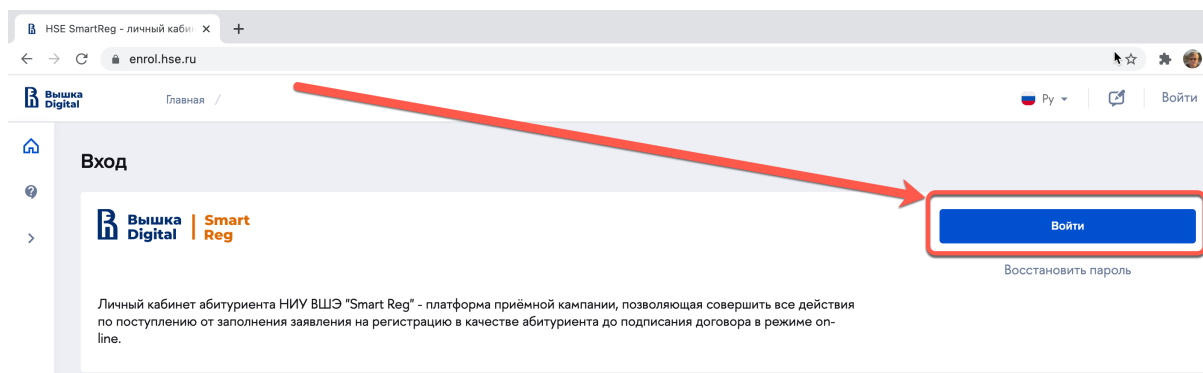 HSE SmartReg - личный каби
enrol.hse.ru
Вышка
Digital
Главная /
Ру
Войти
Вход
Вышка
Digital
Smart
Reg
Войти
Восстановить пароль
Личный кабинет абитуриента НИУ ВШЭ "Smart Reg" - платформа приёмной кампании, позволяющая совершить все действия
по поступлению от заполнения заявления на регистрацию в качестве абитуриента до подписания договора в режиме on-
line.